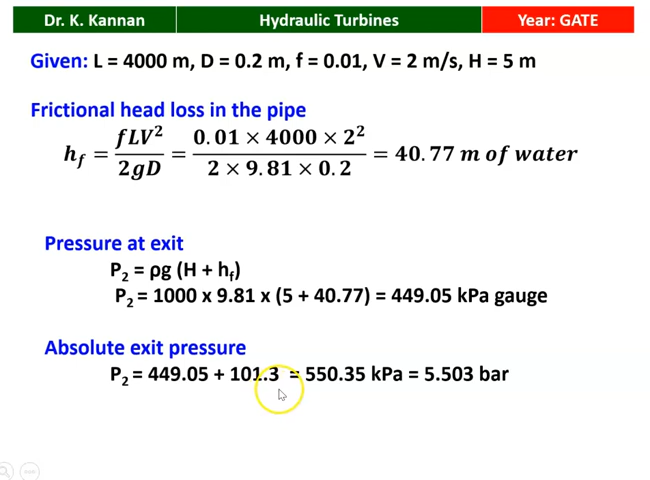 Dr. K. Kannan
Hydraulic Turbines
Year: GATE
Given: L = 4000 m, D = 0.2 m, f = 0.01, V = 2 m/s, H = 5 m
Frictional head loss in the pipe
h_f = fLV²/2gD = 0.01 × 4000 × 2²/2 × 9.81 × 0.2 = 40.77 m of water
Pressure at exit
P₂ = ρg (H + h_f)
P₂ = 1000 x 9.81 x (5 + 40.77) = 449.05 kPa gauge
Absolute exit pressure
P₂ = 449.05 + 101.3 = 550.35 kPa = 5.503 bar